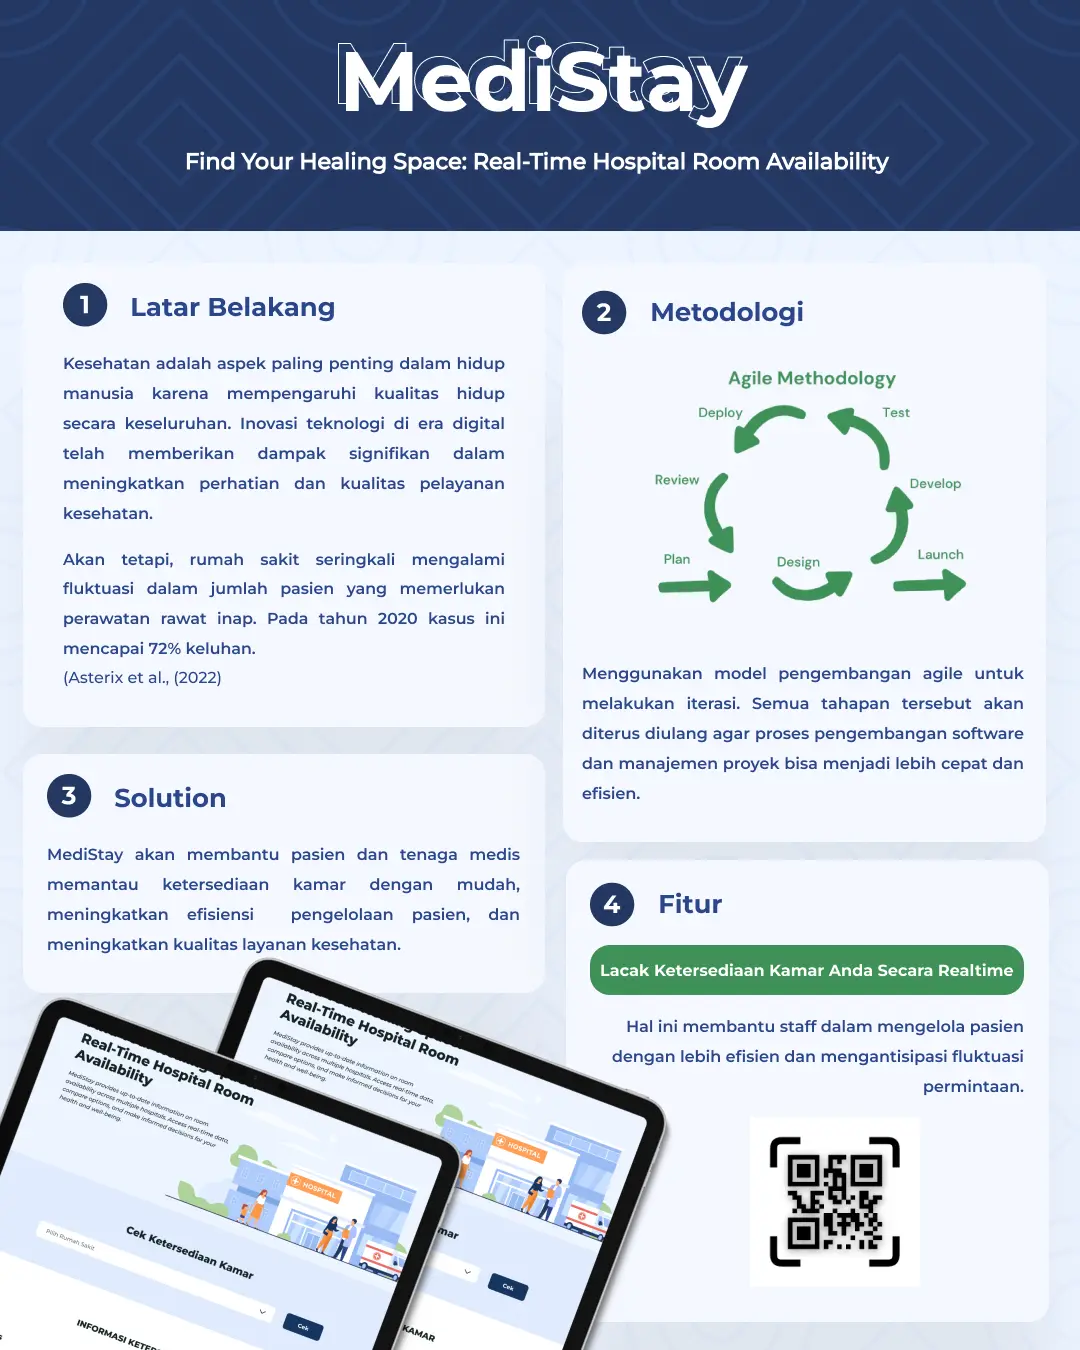 MediStay
Find Your Healing Space: Real-Time Hospital Room Availability
1
Latar Belakang
Kesehatan adalah aspek paling penting dalam hidup
manusia karena mempengaruhi kualitas hidup
secara keseluruhan. Inovasi teknologi di era digital
telah memberikan dampak signifikan dalam
meningkatkan perhatian dan kualitas pelayanan
kesehatan.
Akan tetapi, rumah sakit seringkali mengalami
fluktuasi dalam jumlah pasien yang memerlukan
perawatan rawat inap. Pada tahun 2020 kasus ini
mencapai 72% keluhan.
(Asterix et al., (2022)
2
Metodologi
Agile Methodology
Deploy
Test
Review
Develop
Plan
Design
Launch
Menggunakan model pengembangan agile untuk
melakukan iterasi. Semua tahapan tersebut akan
diterus diulang agar proses pengembangan software
dan manajemen proyek bisa menjadi lebih cepat dan
efisien.
3
Solution
MediStay akan membantu pasien dan tenaga medis
memantau ketersediaan kamar dengan mudah,
meningkatkan efisiensi pengelolaan pasien, dan
meningkatkan kualitas layanan kesehatan.
4
Fitur
Lacak Ketersediaan Kamar Anda Secara Realtime
Hal ini membantu staff dalam mengelola pasien
dengan lebih efisien dan mengantisipasi fluktuasi
permintaan.
Real-Time Hospital Room
Availability
MediStay provides up-to-date information on room
availability across multiple hospitals. Access real-time data,
compare options, and make informed decisions for your
health and well-being.
HOSPITAL
Cek Ketersediaan Kamar
Pilih Rumah Sakit
Cek
INFORMASI
Real-Time Hospital Room
Availability
MediStay provides up-to-date information on room
availability across multiple hospitals. Access real-time data,
compare options, and make informed decisions for your
health and well-being.
HOSPITAL
mar
Cek
KAMAR